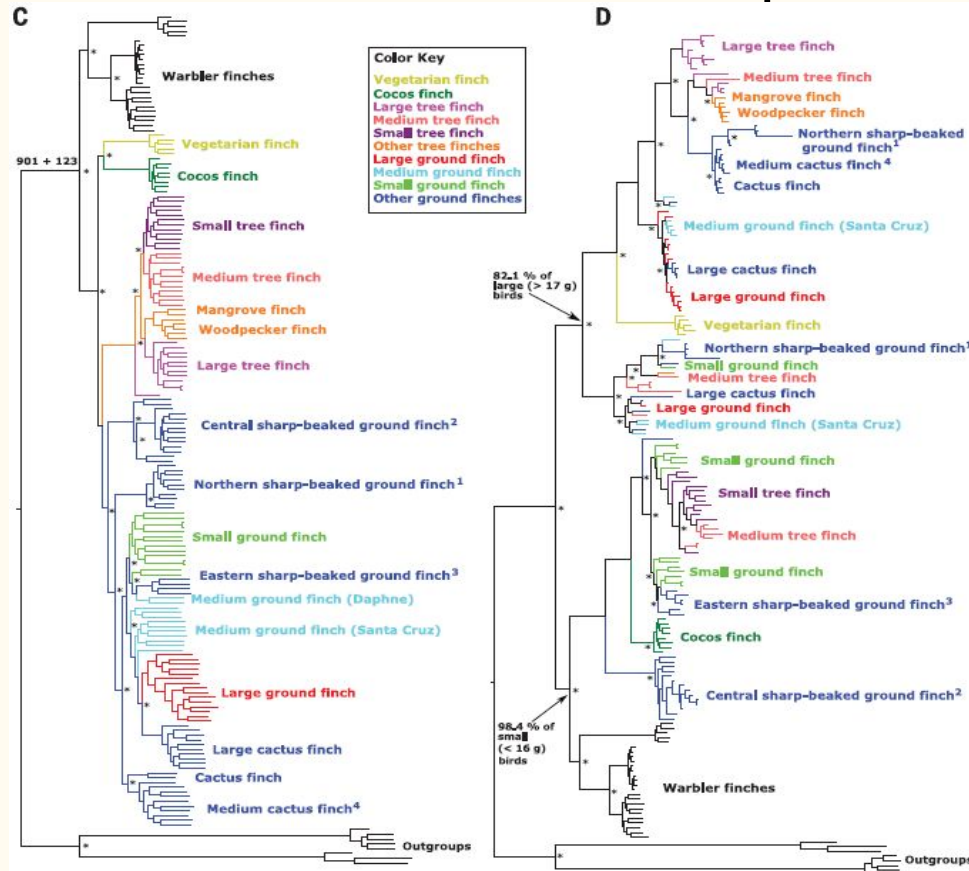 C
Warbler finches
901 + 123
Vegetarian finch
Cocos finch
Small tree finch
Medium tree finch
Mangrove finch
Woodpecker finch
Large tree finch
Central sharp-beaked ground finch²
Northern sharp-beaked ground finch¹
Small ground finch
Eastern sharp-beaked ground finch³
Medium ground finch (Daphne)
Medium ground finch (Santa Cruz)
Large ground finch
Large cactus finch
Cactus finch
Medium cactus finch⁴
Outgroups
Color Key
Vegetarian finch
Cocos finch
Large tree finch
Medium tree finch
Small tree finch
Other tree finches
Large ground finch
Medium ground finch
Small ground finch
Other ground finches
D
Large tree finch
Medium tree finch
Mangrove finch
Woodpecker finch
Northern sharp-beaked
ground finch¹
Medium cactus finch⁴
Cactus finch
Medium ground finch (Santa Cruz)
Large cactus finch
Large ground finch
82.1 % of
large (> 17 g)
birds
Vegetarian finch
Northern sharp-beaked ground finch¹
Small ground finch
Medium tree finch
Large cactus finch
Large ground finch
Medium ground finch (Santa Cruz)
Small ground finch
Small tree finch
Medium tree finch
Small ground finch
Eastern sharp-beaked ground finch³
Cocos finch
Central sharp-beaked ground finch²
98.4 % of
small
(< 16 g)
birds
Warbler finches
Outgroups